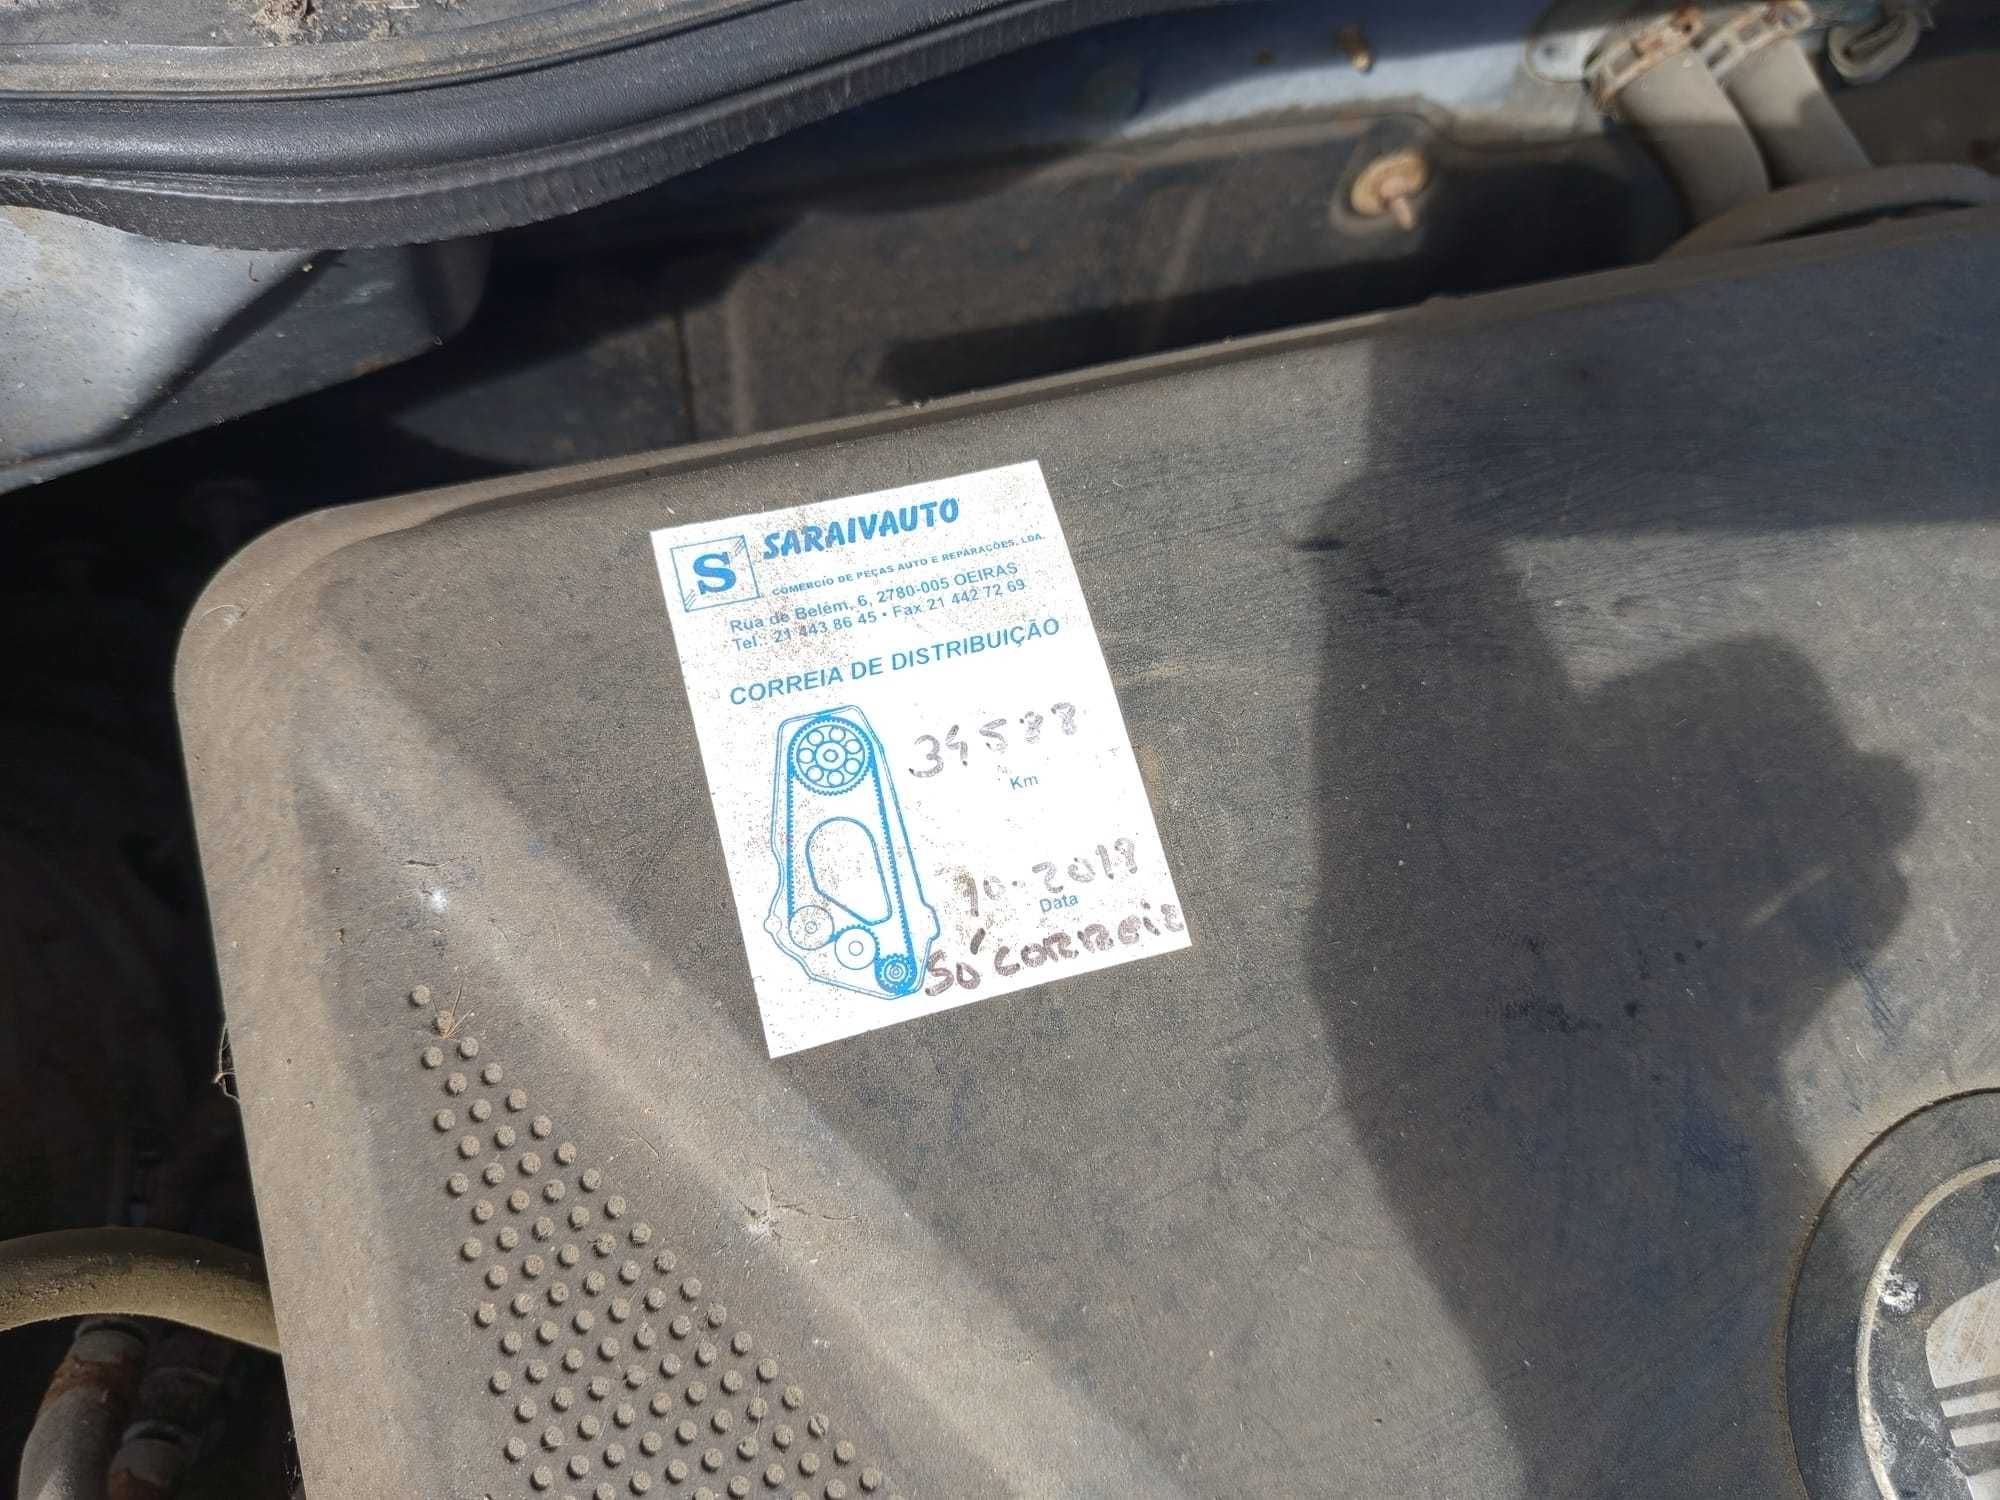 S
SARAIVAUTO
COMÉRCIO DE PEÇAS AUTO E REPARAÇÕES, LDA.
Rua de Belém, 6, 2780-005 OEIRAS
Tel.: 21 443 86 45 • Fax 21 442 72 69
CORREIA DE DISTRIBUIÇÃO
Km
Data
SÓ CORREIA